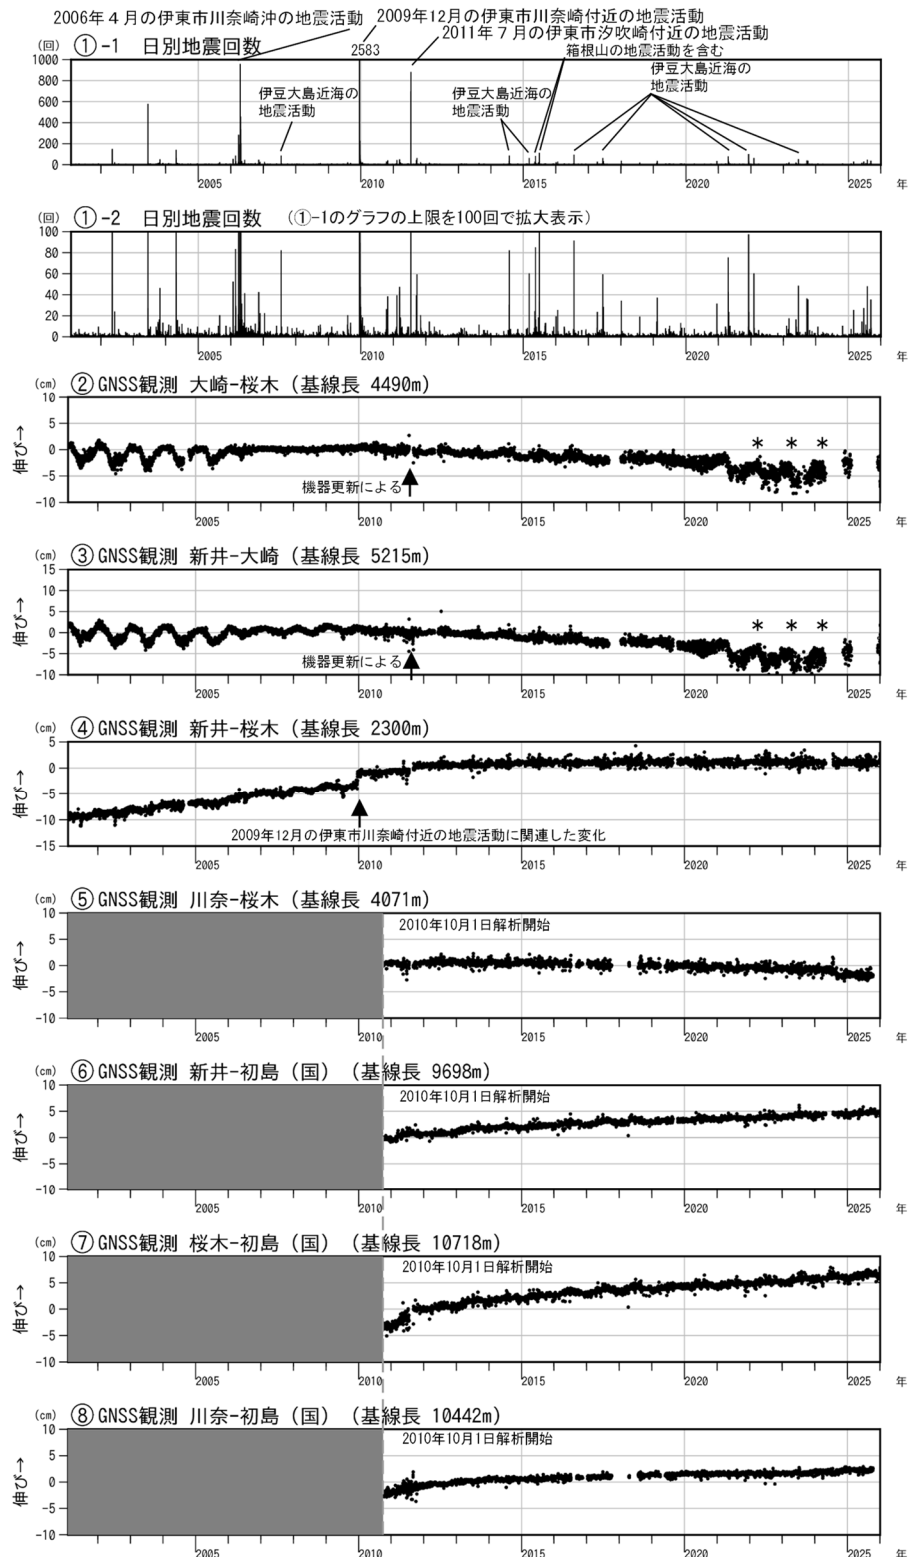 2006年4月の伊東市川奈崎沖の地震活動
2009年12月の伊東市川奈崎付近の地震活動
2011年7月の伊東市汐吹崎付近の地震活動
(回) ①-1 日別地震回数
2583
箱根山の地震活動を含む
伊豆大島近海の
地震活動
伊豆大島近海の
地震活動
伊豆大島近海の
地震活動
1000
800
600
400
200
0
2005 2010 2015 2020 2025 年
(回) ①-2 日別地震回数 (①-1のグラフの上限を100回で拡大表示)
100
80
60
40
20
0
2005 2010 2015 2020 2025 年
(cm) ②GNSS観測 大崎-桜木(基線長 4490m)
伸び→
10
5
0
-5
-10
* * *
機器更新による
2005 2010 2015 2020 2025 年
(cm) ③GNSS観測 新井-大崎(基線長 5215m)
伸び→
15
10
5
0
-5
-10
* * *
機器更新による
2005 2010 2015 2020 2025 年
(cm) ④GNSS観測 新井-桜木(基線長 2300m)
伸び→
5
0
-5
-10
-15
2009年12月の伊東市川奈崎付近の地震活動に関連した変化
2005 2010 2015 2020 2025 年
(cm) ⑤GNSS観測 川奈-桜木(基線長 4071m)
伸び→
10
5
0
-5
-10
2010年10月1日解析開始
2005 2010 2015 2020 2025 年
(cm) ⑥GNSS観測 新井-初島(国)(基線長 9698m)
伸び→
10
5
0
-5
-10
2010年10月1日解析開始
2005 2010 2015 2020 2025 年
(cm) ⑦GNSS観測 桜木-初島(国)(基線長 10718m)
伸び→
10
5
0
-5
-10
2010年10月1日解析開始
2005 2010 2015 2020 2025 年
(cm) ⑧GNSS観測 川奈-初島(国)(基線長 10442m)
伸び→
10
5
0
-5
-10
2010年10月1日解析開始
2005 2010 2015 2020 2025 年